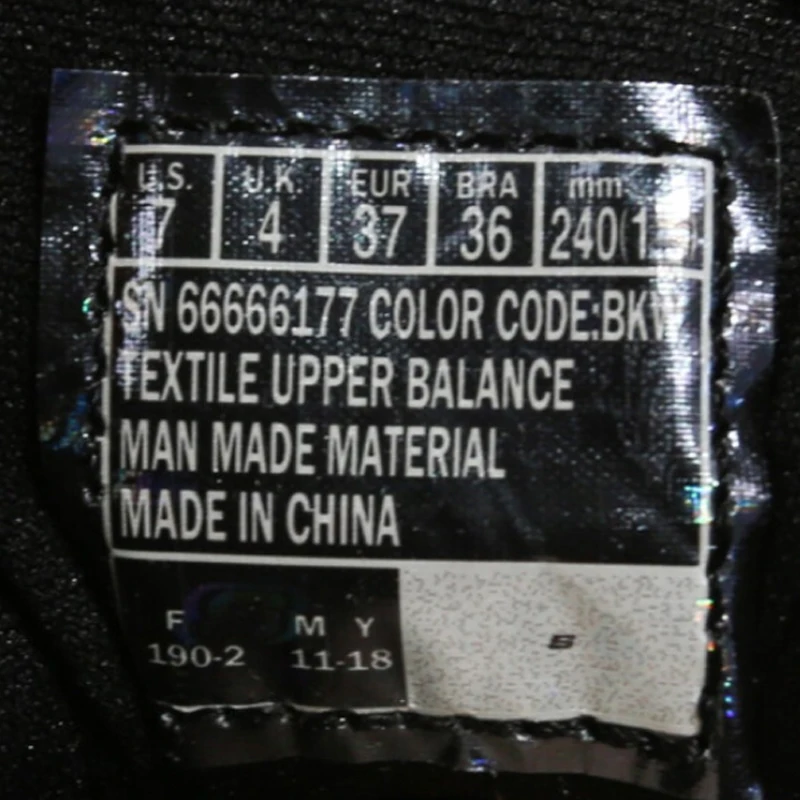 U.S. U.K. EUR BRA mm
7 4 37 36 240
SN 66666177 COLOR CODE:BKW
TEXTILE UPPER BALANCE
MAN MADE MATERIAL
MADE IN CHINA
F M Y
190-2 11-18